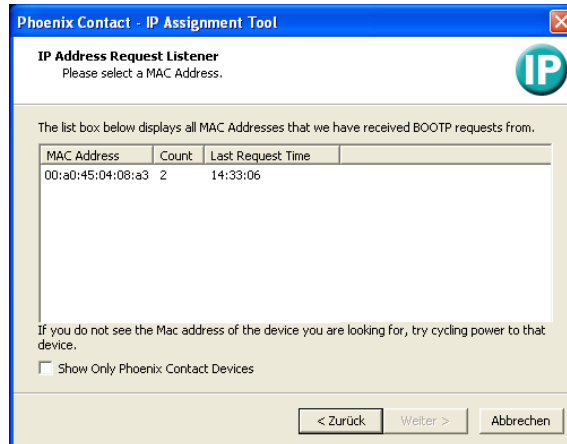 Phoenix Contact - IP Assignment Tool
IP Address Request Listener
Please select a MAC Address.
IP
The list box below displays all MAC Addresses that we have received BOOTP requests from.
MAC Address Count Last Request Time
00:a0:45:04:08:a3 2 14:33:06
If you do not see the Mac address of the device you are looking for, try cycling power to that
device.
Show Only Phoenix Contact Devices
< Zurück Weiter > Abbrechen